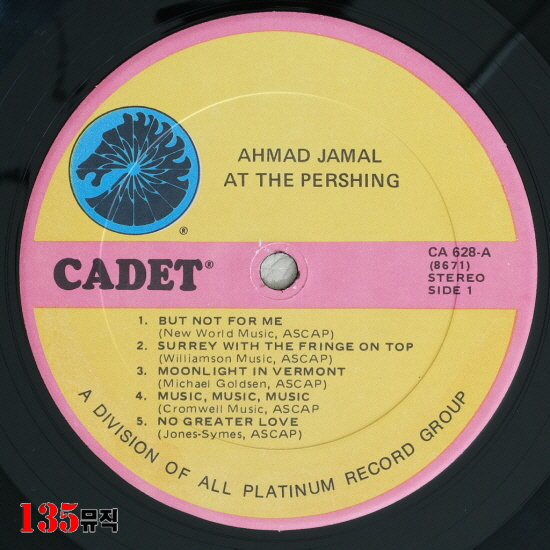 AHMAD JAMAL
AT THE PERSHING
®
CADET®
CA 628-A
(8671)
STEREO
SIDE 1
1. BUT NOT FOR ME
(New World Music, ASCAP)
2. SURREY WITH THE FRINGE ON TOP
(Williamson Music, ASCAP)
3. MOONLIGHT IN VERMONT
(Michael Goldsen, ASCAP)
4. MUSIC, MUSIC, MUSIC
(Cromwell Music, ASCAP
5. NO GREATER LOVE
(Jones-Symes, ASCAP)
A DIVISION OF ALL PLATINUM RECORD GROUP
135뮤직